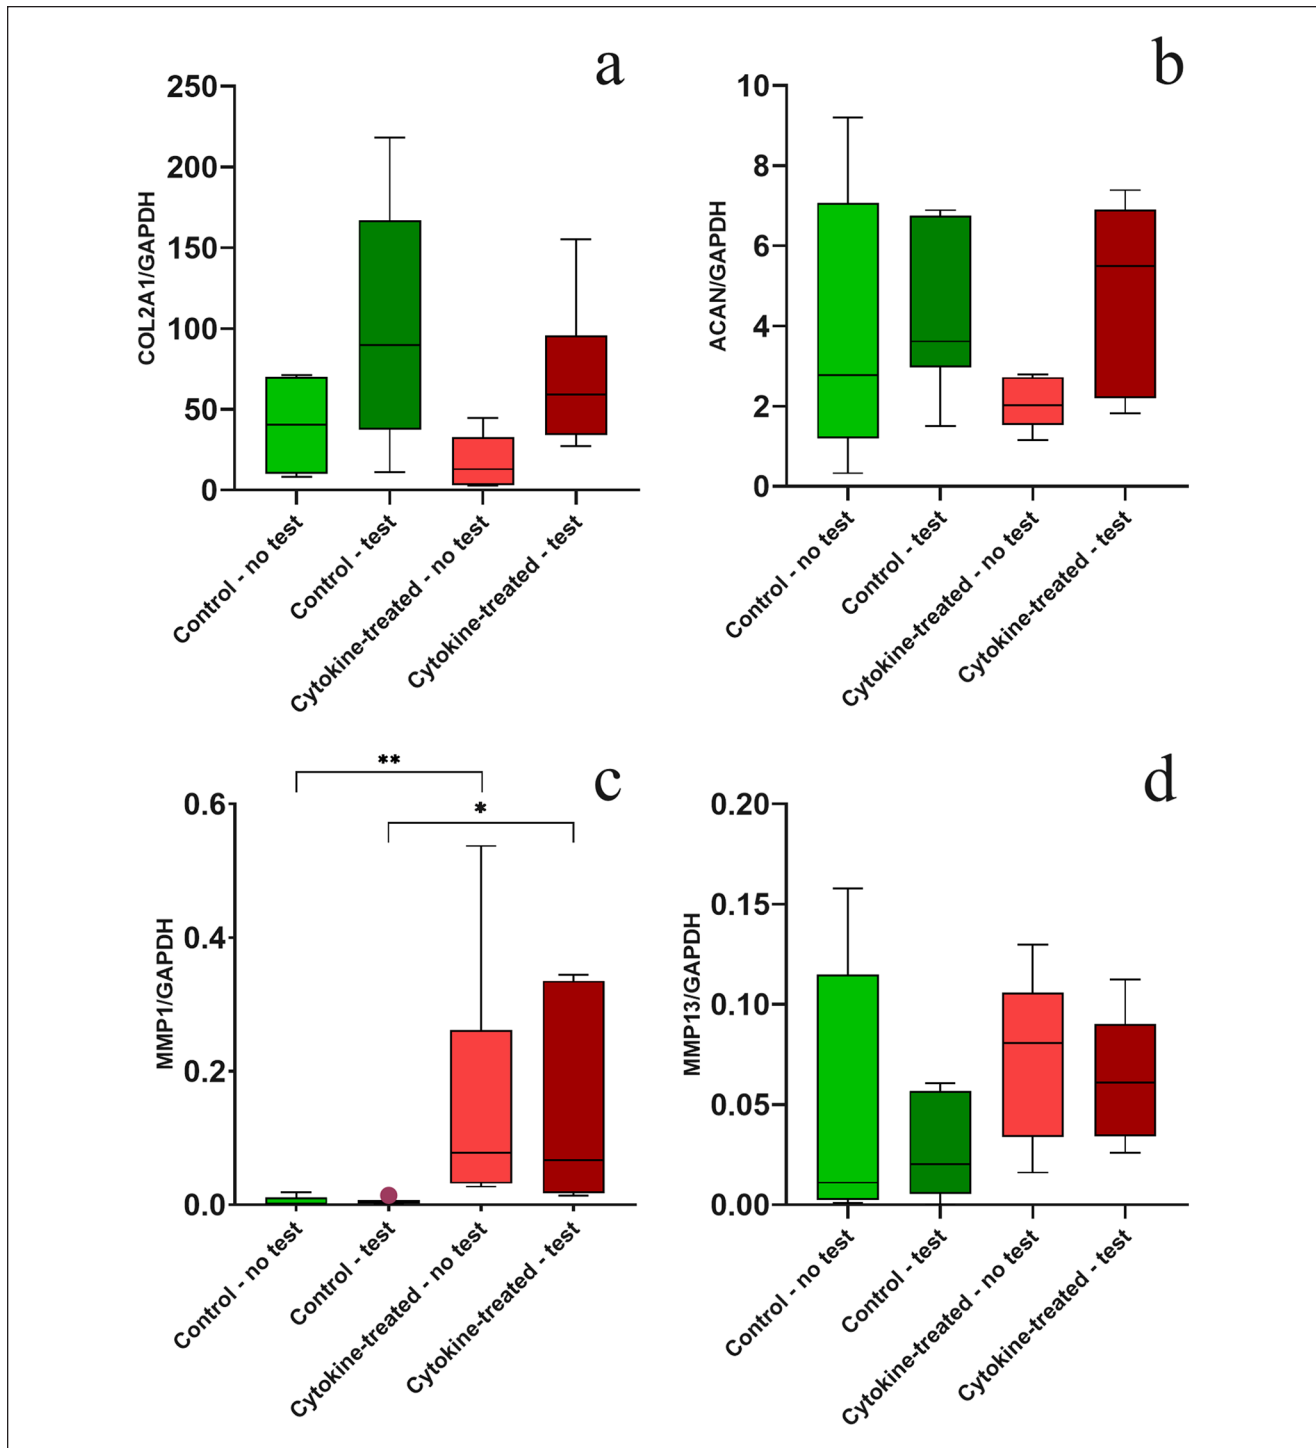 a
250
200
150
100
50
0
COL2A1/GAPDH
Control - no test
Control - test
Cytokine-treated - no test
Cytokine-treated - test
b
10
8
6
4
2
0
ACAN/GAPDH
Control - no test
Control - test
Cytokine-treated - no test
Cytokine-treated - test
c
**
*
0.6
0.4
0.2
0.0
MMP1/GAPDH
Control - no test
Control - test
Cytokine-treated - no test
Cytokine-treated - test
d
0.20
0.15
0.10
0.05
0.00
MMP13/GAPDH
Control - no test
Control - test
Cytokine-treated - no test
Cytokine-treated - test